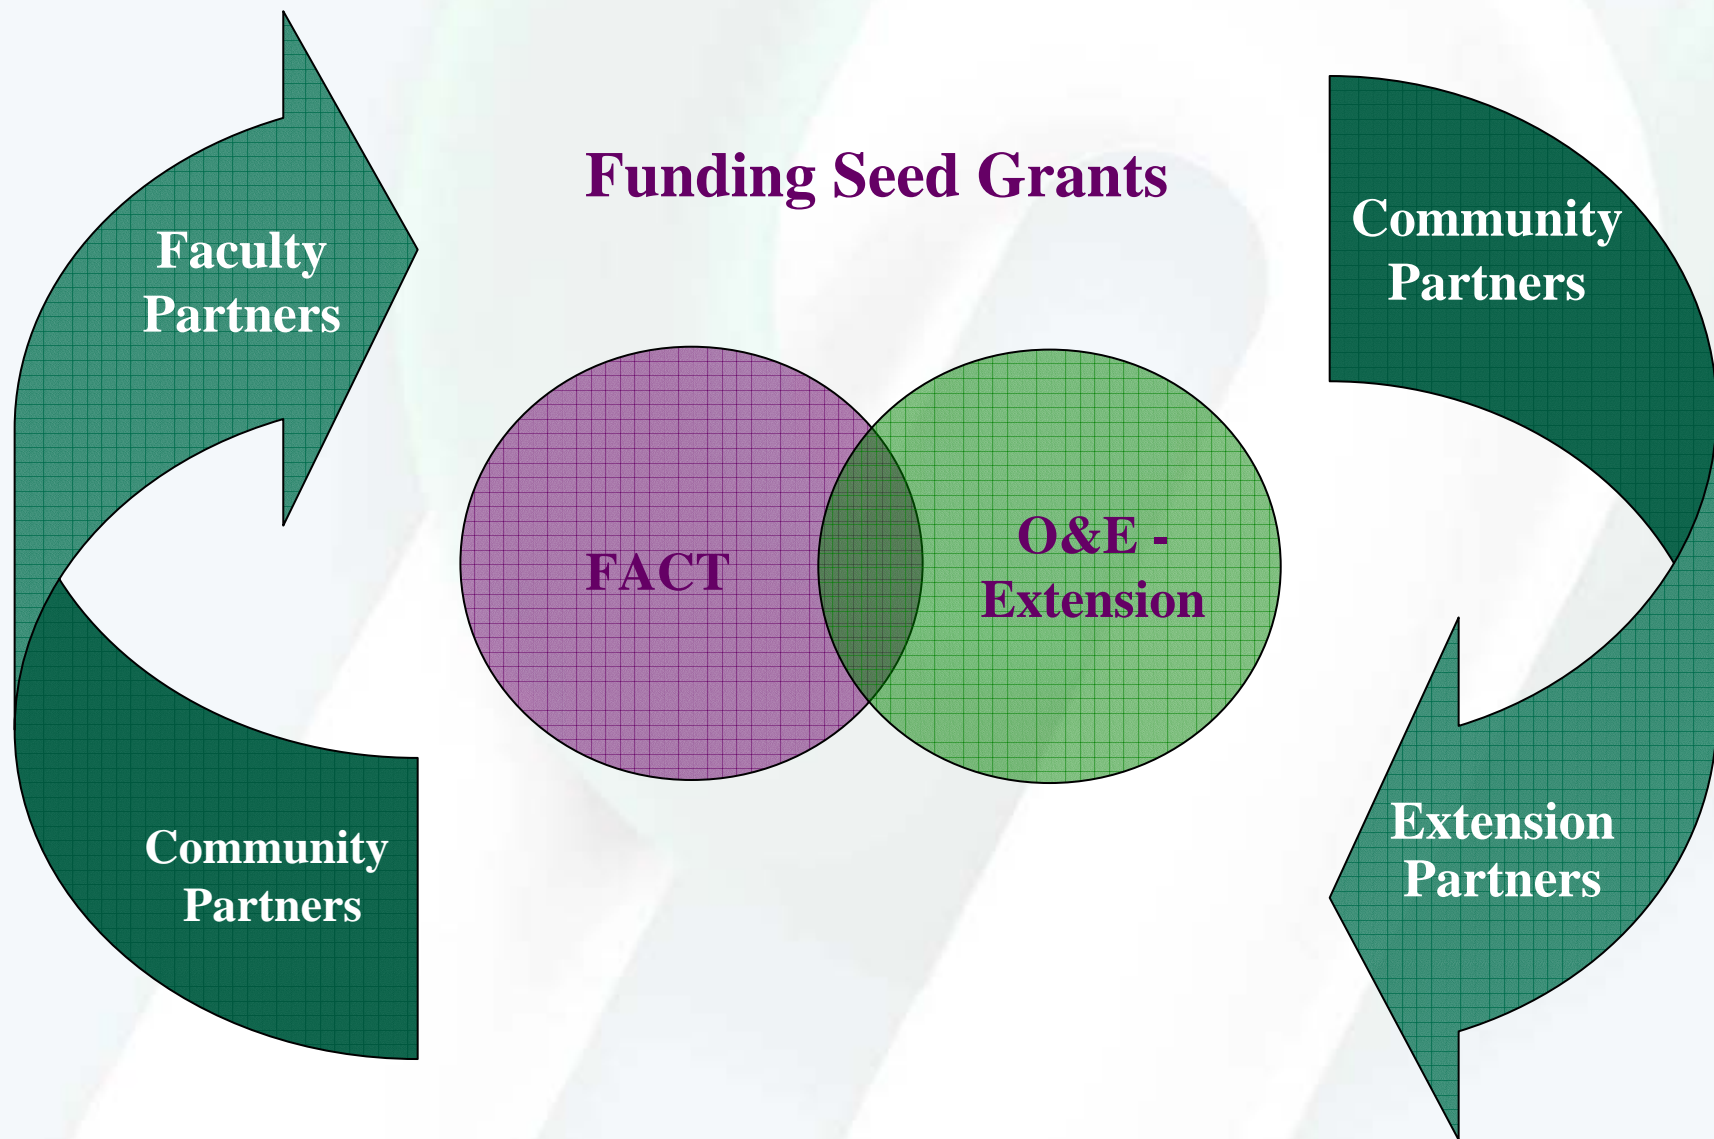 Funding Seed Grants
Faculty
Partners
Community
Partners
FACT
O&E -
Extension
Community
Partners
Extension
Partners